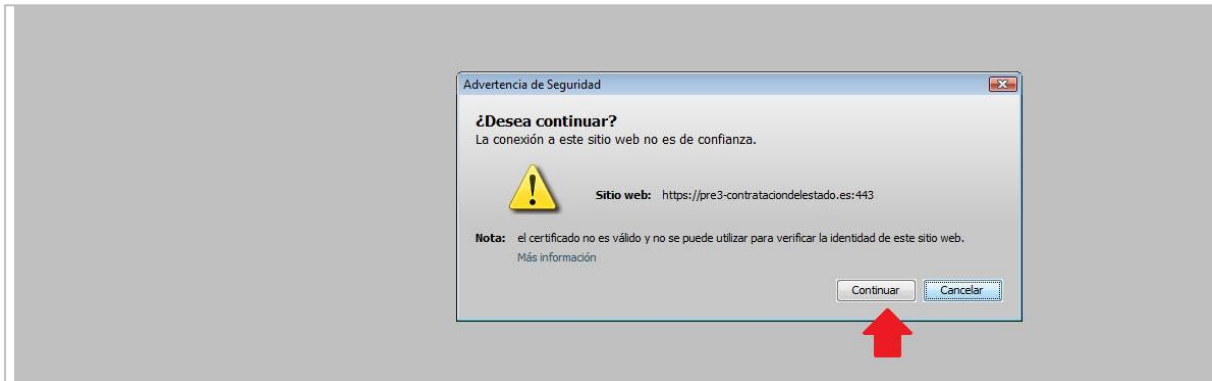 Advertencia de Seguridad
¿Desea continuar?
La conexión a este sitio web no es de confianza.
Sitio web: https://pre3-contrataciondelestado.es:443
Nota: el certificado no es válido y no se puede utilizar para verificar la identidad de este sitio web.
Más información
Continuar Cancelar